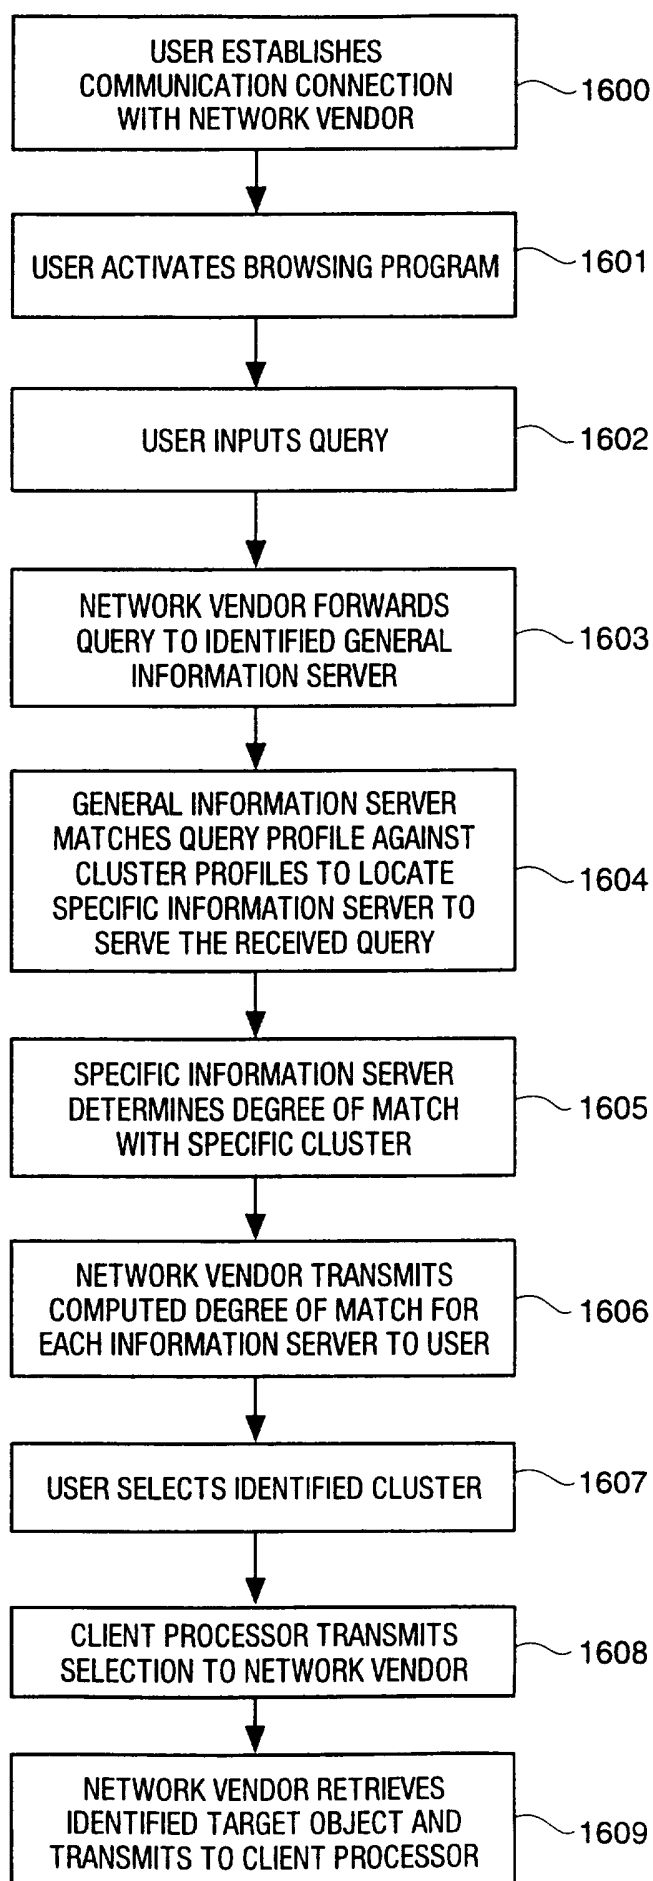 USER ESTABLISHES
COMMUNICATION CONNECTION
WITH NETWORK VENDOR
1600
USER ACTIVATES BROWSING PROGRAM
1601
USER INPUTS QUERY
1602
NETWORK VENDOR FORWARDS
QUERY TO IDENTIFIED GENERAL
INFORMATION SERVER
1603
GENERAL INFORMATION SERVER
MATCHES QUERY PROFILE AGAINST
CLUSTER PROFILES TO LOCATE
SPECIFIC INFORMATION SERVER TO
SERVE THE RECEIVED QUERY
1604
SPECIFIC INFORMATION SERVER
DETERMINES DEGREE OF MATCH
WITH SPECIFIC CLUSTER
1605
NETWORK VENDOR TRANSMITS
COMPUTED DEGREE OF MATCH FOR
EACH INFORMATION SERVER TO USER
1606
USER SELECTS IDENTIFIED CLUSTER
1607
CLIENT PROCESSOR TRANSMITS
SELECTION TO NETWORK VENDOR
1608
NETWORK VENDOR RETRIEVES
IDENTIFIED TARGET OBJECT AND
TRANSMITS TO CLIENT PROCESSOR
1609